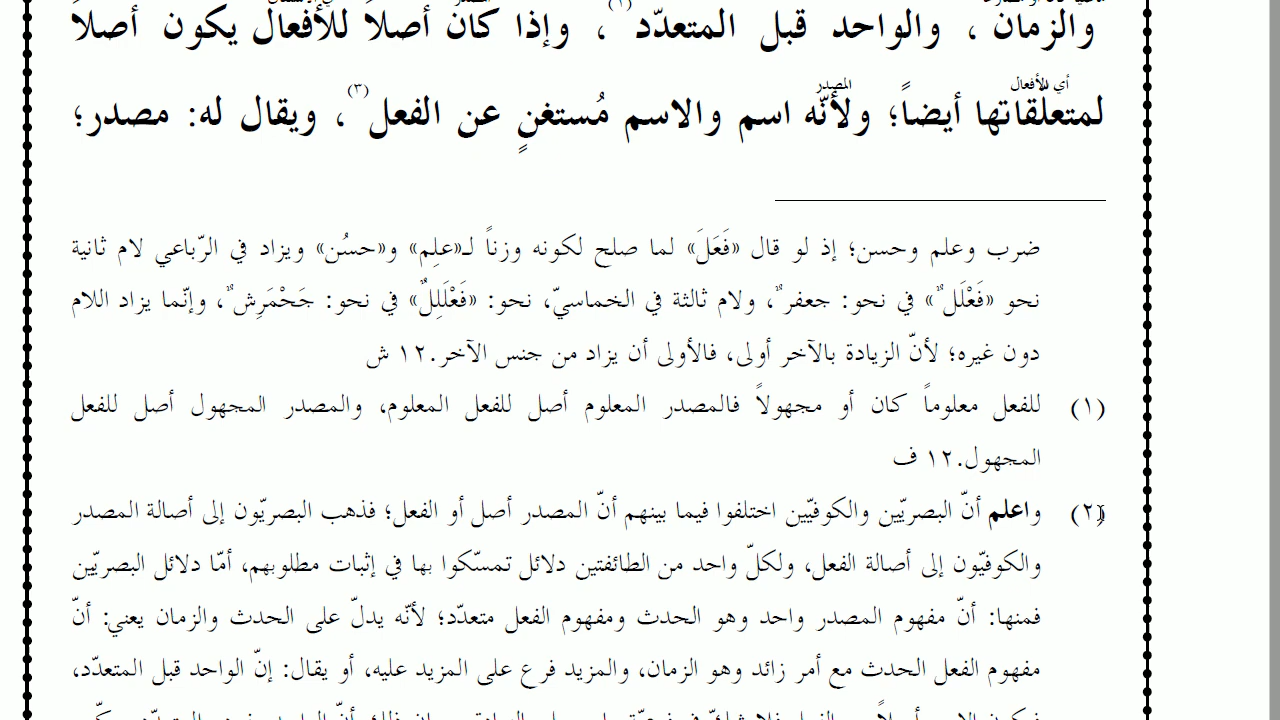 والزمان ، والواحد قبل المتعدّد(١)، وإذا كان أصلاً للأفعال يكون أصلاً
أي الأفعال المصدر
لمتعلّقاتها أيضاً؛ ولأنّه اسم والاسم مُستغنٍ عن الفعل(٣)، ويقال له: مصدر؛
ضرب وعلم وحسن؛ إذ لو قال «فَعَلَ» لما صلح لكونه وزناً لـ«علِم» و«حسُن» ويزاد في الرّباعي لام ثانية
نحو «فَعْلَلٌ» في نحو: جعفرٌ، ولام ثالثة في الخماسيّ، نحو: «فَعْلَلِلٌ» في نحو: جَحْمَرِشٌ، وإنّما يزاد اللام
دون غيره؛ لأنّ الزيادة بالآخر أولى، فالأولى أن يزاد من جنس الآخر.١٢ ش
(١) للفعل معلوماً كان أو مجهولاً فالمصدر المعلوم أصل للفعل المعلوم، والمصدر المجهول أصل للفعل
المجهول.١٢ ف
(٢) واعلم أنّ البصريّين والكوفيّين اختلفوا فيما بينهم أنّ المصدر أصل أو الفعل؛ فذهب البصريّون إلى أصالة المصدر
والكوفيّون إلى أصالة الفعل، ولكلّ واحد من الطائفتين دلائل تمسّكوا بها في إثبات مطلوبهم، أمّا دلائل البصريّين
فمنها: أنّ مفهوم المصدر واحد وهو الحدث ومفهوم الفعل متعدّد؛ لأنّه يدلّ على الحدث والزمان يعني: أنّ
مفهوم الفعل الحدث مع أمر زائد وهو الزمان، والمزيد فرع على المزيد عليه، أو يقال: إنّ الواحد قبل المتعدّد،